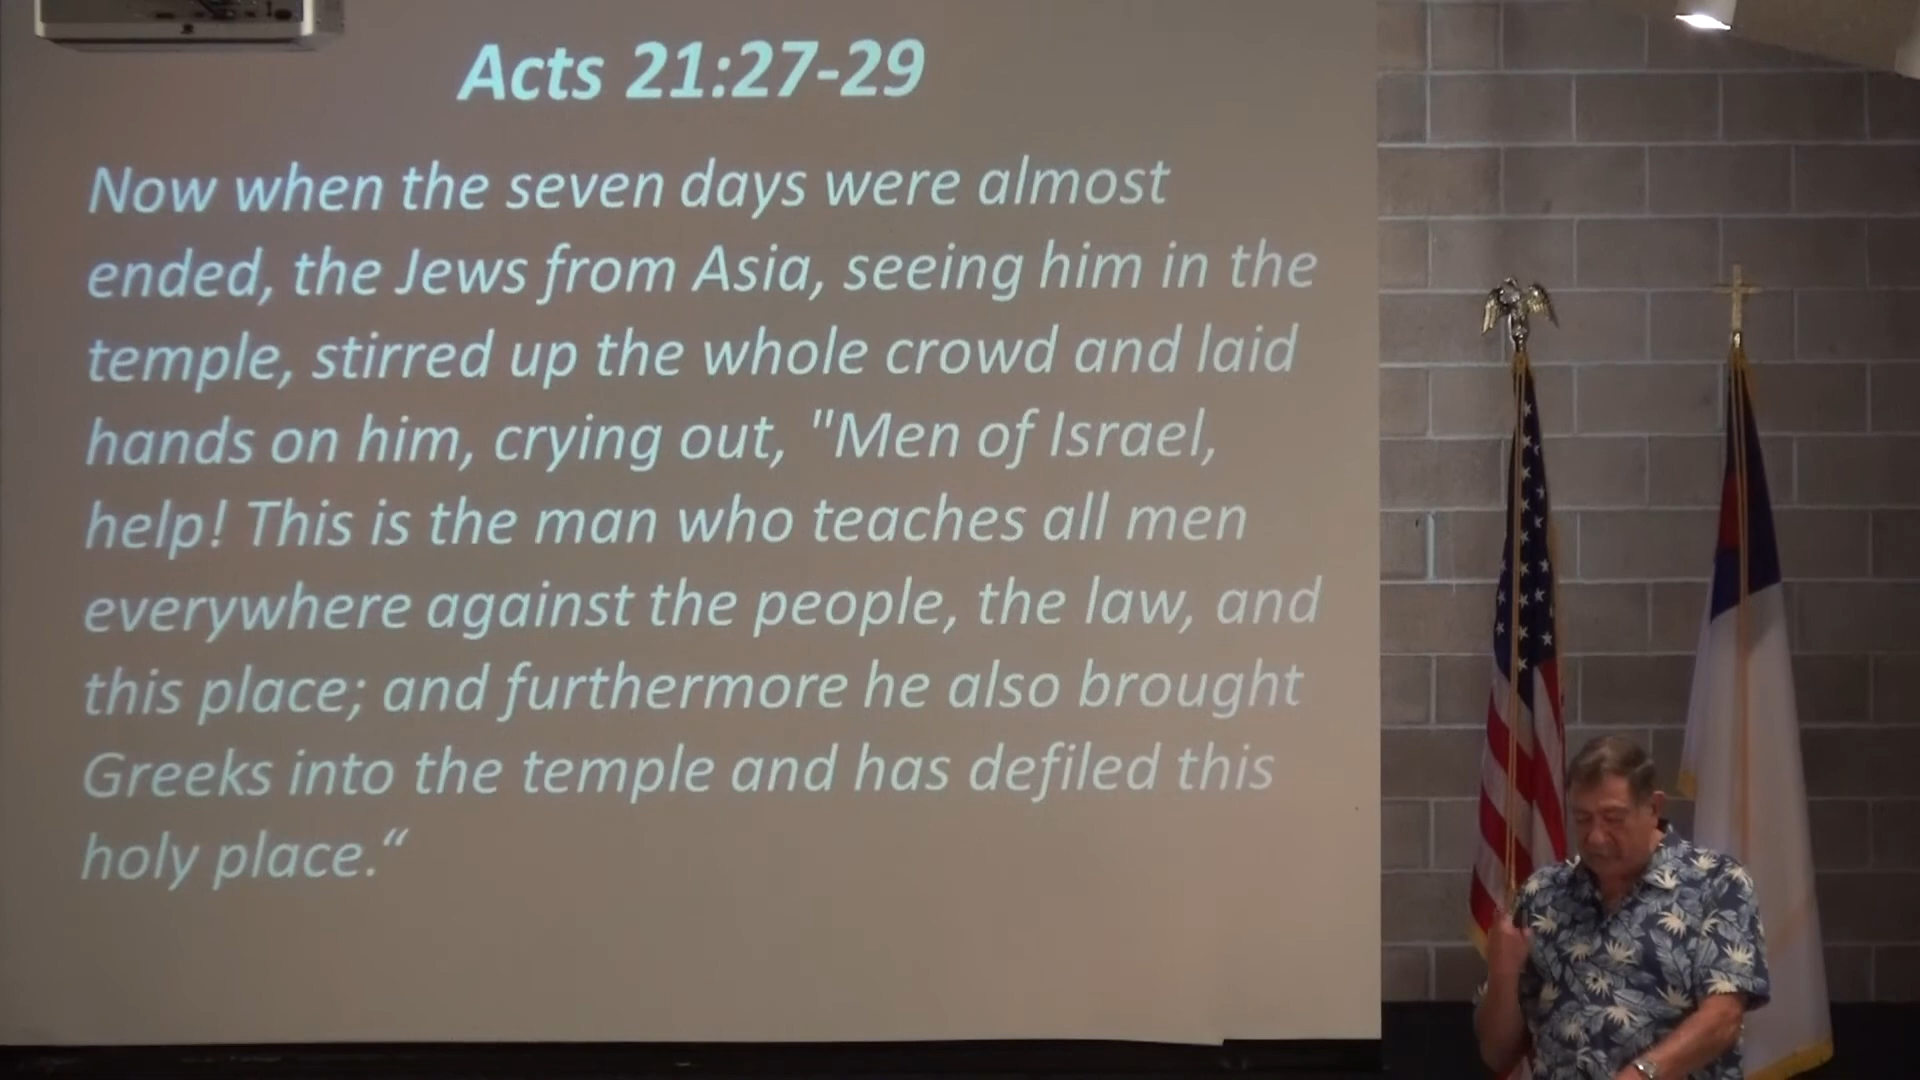 Acts 21:27-29
Now when the seven days were almost
ended, the Jews from Asia, seeing him in the
temple, stirred up the whole crowd and laid
hands on him, crying out, "Men of Israel,
help! This is the man who teaches all men
everywhere against the people, the law, and
this place; and furthermore he also brought
Greeks into the temple and has defiled this
holy place.“